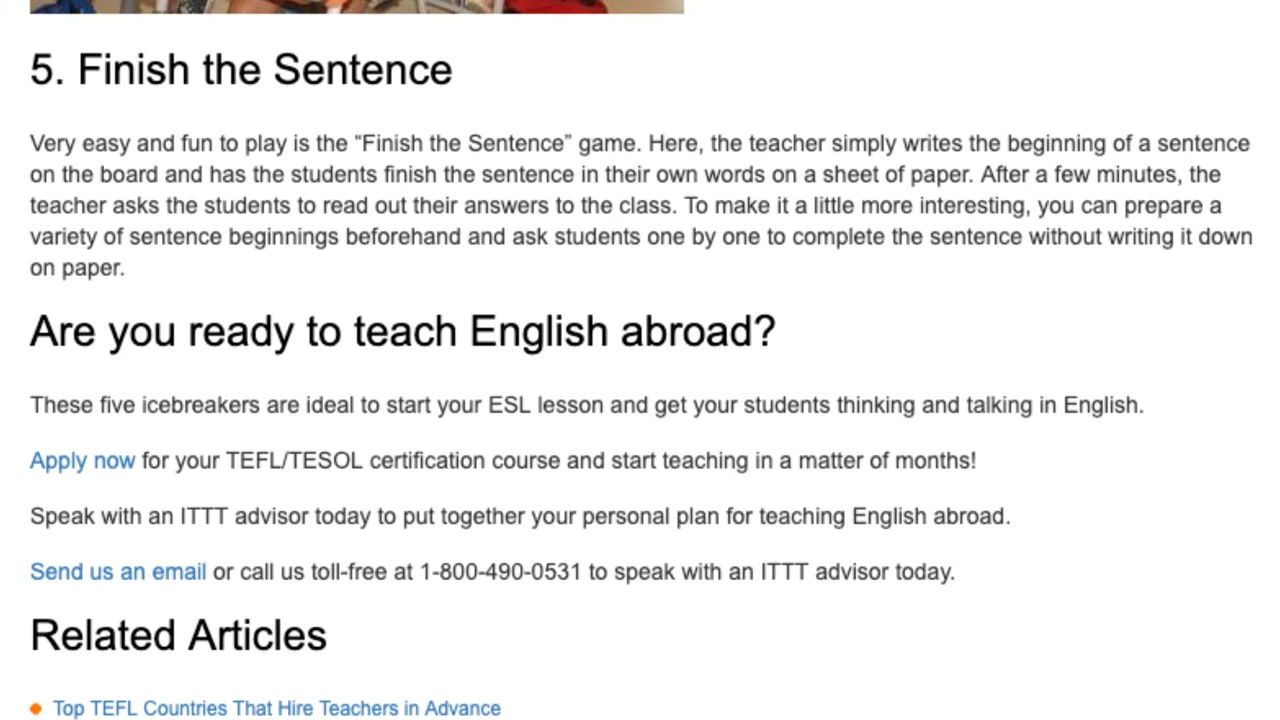 5. Finish the Sentence
Very easy and fun to play is the “Finish the Sentence” game. Here, the teacher simply writes the beginning of a sentence
on the board and has the students finish the sentence in their own words on a sheet of paper. After a few minutes, the
teacher asks the students to read out their answers to the class. To make it a little more interesting, you can prepare a
variety of sentence beginnings beforehand and ask students one by one to complete the sentence without writing it down
on paper.
Are you ready to teach English abroad?
These five icebreakers are ideal to start your ESL lesson and get your students thinking and talking in English.
Apply now for your TEFL/TESOL certification course and start teaching in a matter of months!
Speak with an ITTT advisor today to put together your personal plan for teaching English abroad.
Send us an email or call us toll-free at 1-800-490-0531 to speak with an ITTT advisor today.
Related Articles
Top TEFL Countries That Hire Teachers in Advance